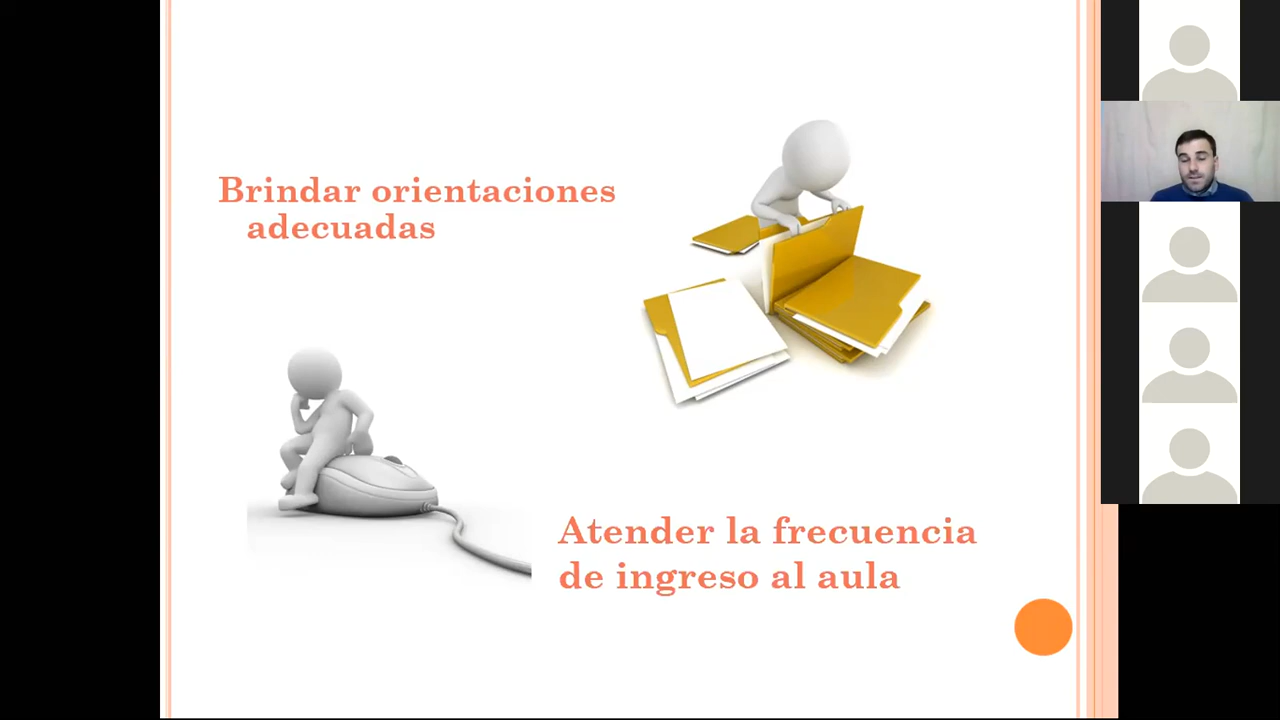 Brindar orientaciones
adecuadas
Atender la frecuencia
de ingreso al aula